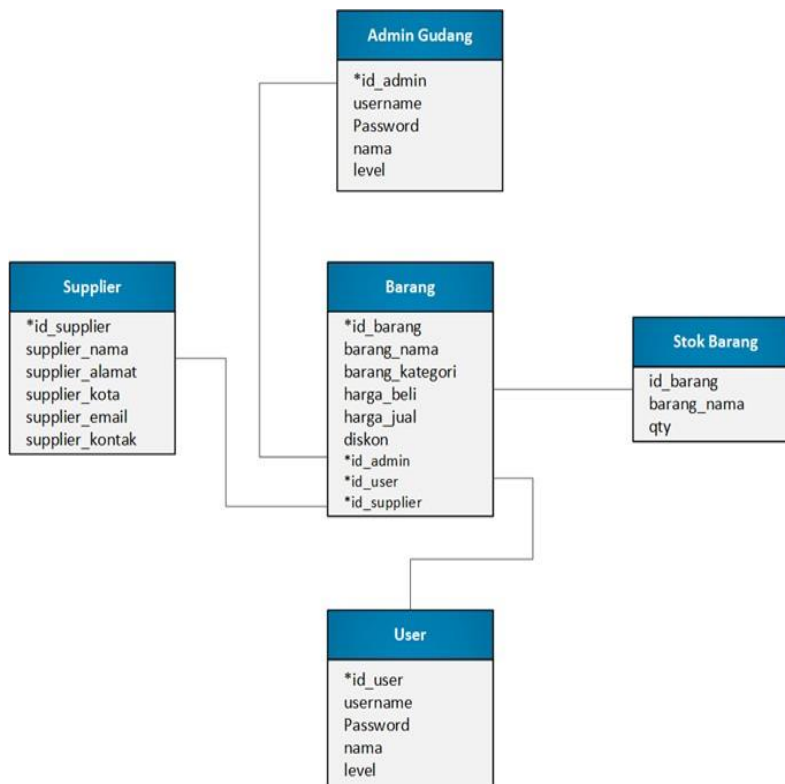 Admin Gudang
*id_admin
username
Password
nama
level
Supplier
*id_supplier
supplier_nama
supplier_alamat
supplier_kota
supplier_email
supplier_kontak
Barang
*id_barang
barang_nama
barang_kategori
harga_beli
harga_jual
diskon
*id_admin
*id_user
*id_supplier
Stok Barang
id_barang
barang_nama
qty
User
*id_user
username
Password
nama
level